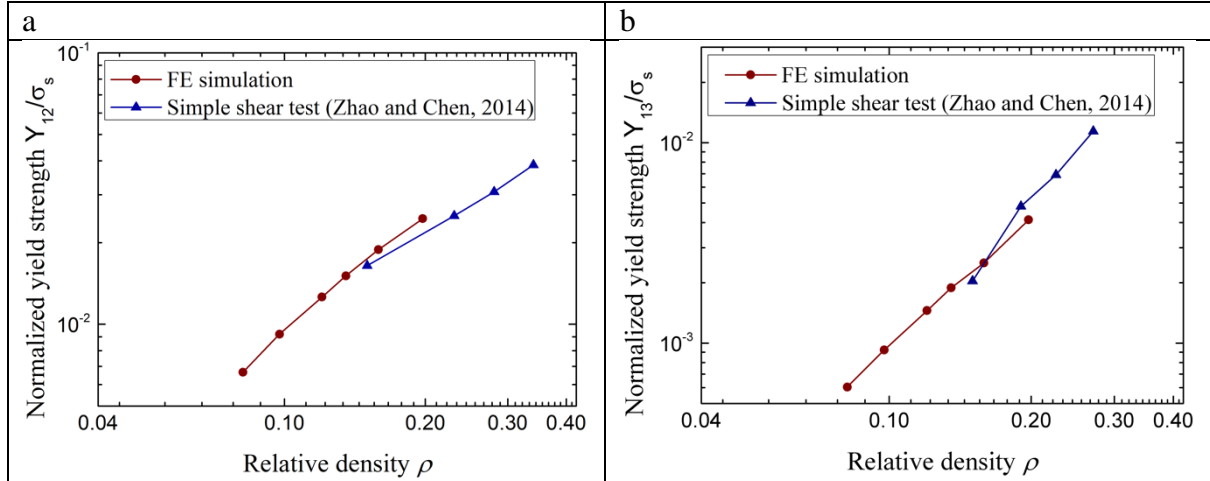 a
10⁻¹
FE simulation
Simple shear test (Zhao and Chen, 2014)
Normalized yield strength Y₁₂/σₛ
10⁻²
0.04
0.10
0.20
0.30
0.40
Relative density ρ
b
FE simulation
Simple shear test (Zhao and Chen, 2014)
Normalized yield strength Y₁₃/σₛ
10⁻²
10⁻³
0.04
0.10
0.20
0.30
0.40
Relative density ρ